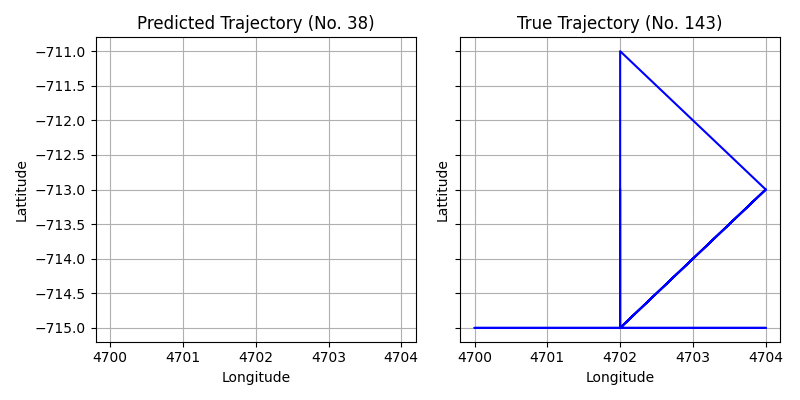 Predicted Trajectory (No. 38)
Lattitude
−711.0
−711.5
−712.0
−712.5
−713.0
−713.5
−714.0
−714.5
−715.0
4700 4701 4702 4703 4704
Longitude
True Trajectory (No. 143)
Lattitude
4700 4701 4702 4703 4704
Longitude